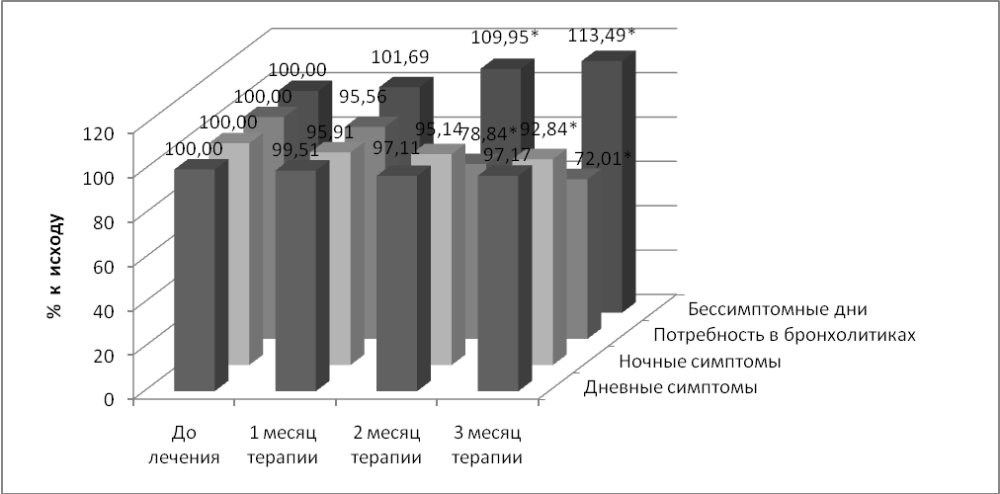 113,49*
109,95*
101,69
100,00
100,00
95,56
100,00
95,91
95,14
78,84*
92,84*
100,00
99,51
97,11
97,17
72,01*
120
100
80
60
40
20
0
% к исходу
Бессимптомные дни
Потребность в бронхолитиках
Ночные симптомы
Дневные симптомы
До
лечения
1 месяц
терапии
2 месяц
терапии
3 месяц
терапии